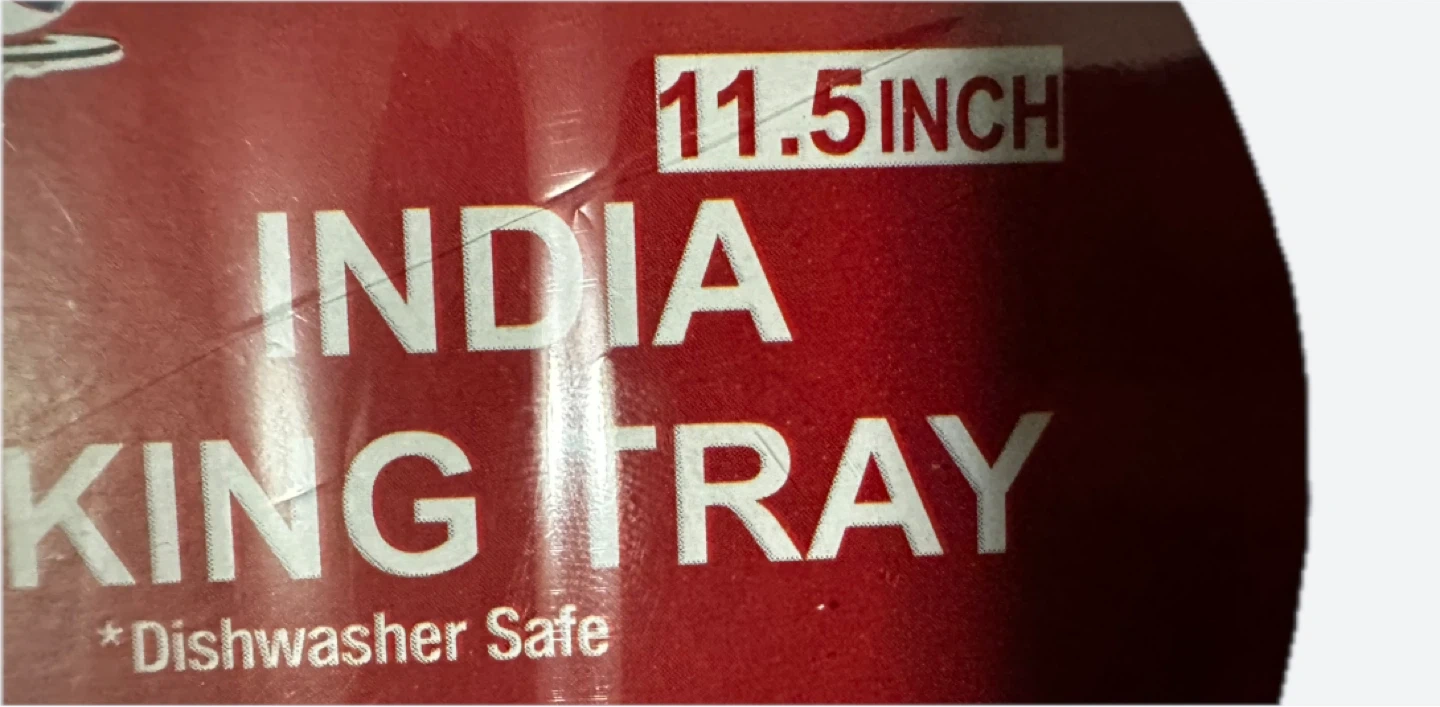 11.5INCH
INDIA
KING TRAY
*Dishwasher Safe